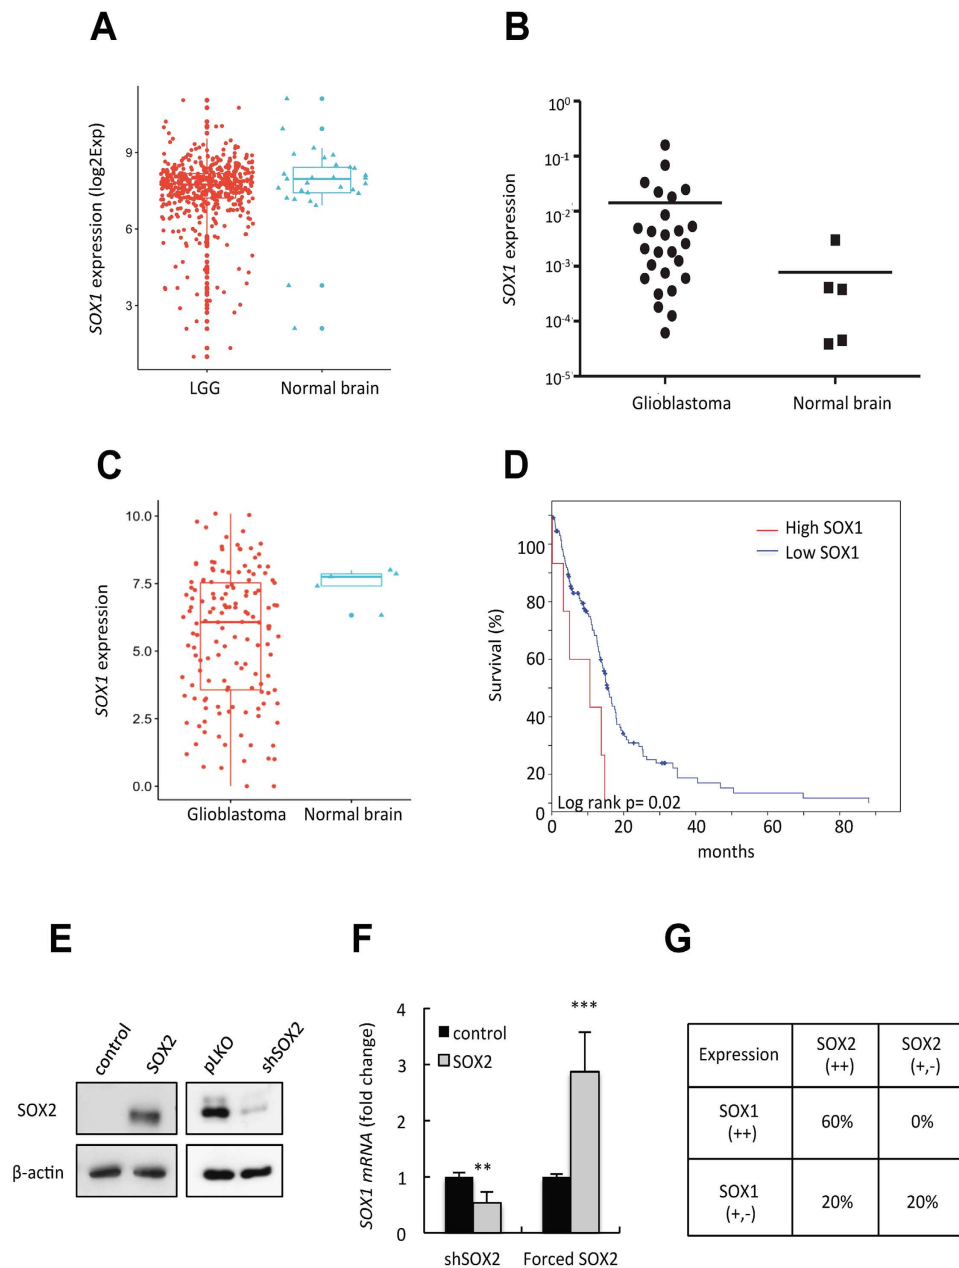 A
SOX1 expression (log2Exp)
9
6
3
LGG
Normal brain
B
SOX1 expression
10^0
10^-1
10^-2
10^-3
10^-4
10^-5
Glioblastoma
Normal brain
C
SOX1 expression
10.0
7.5
5.0
2.5
0.0
Glioblastoma
Normal brain
D
Survival (%)
100
80
60
40
20
0
High SOX1
Low SOX1
Log rank p= 0.02
0 20 40 60 80
months
E
control
SOX2
pLKO
shSOX2
SOX2
β-actin
F
SOX1 mRNA (fold change)
4
3
2
1
0
control
SOX2
**
***
shSOX2
Forced SOX2
G
Expression
SOX2
(++)
SOX2
(+,-)
SOX1
(++)
60%
0%
SOX1
(+,-)
20%
20%